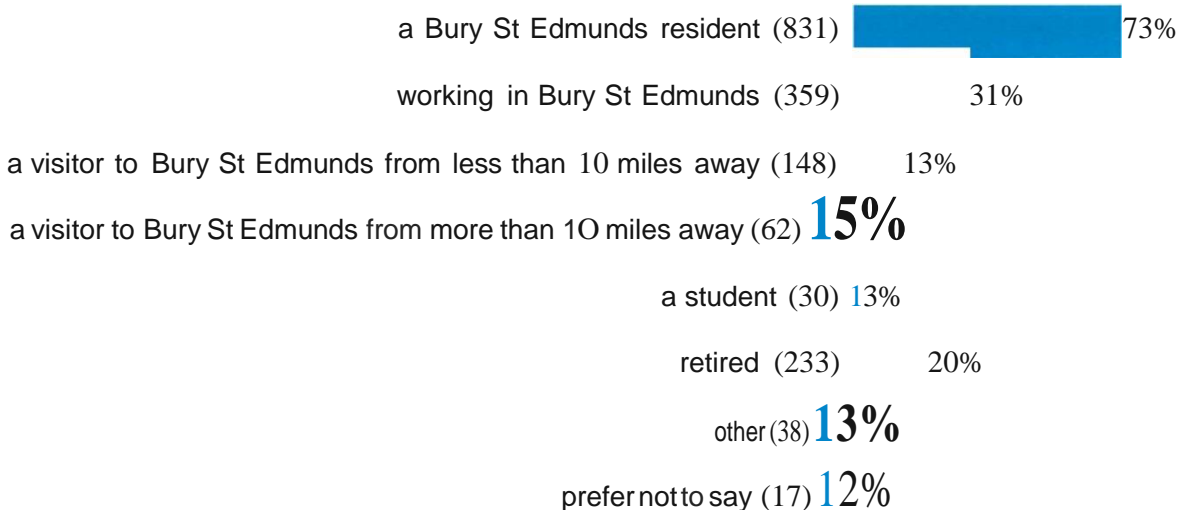 a Bury St Edmunds resident (831) 73%
working in Bury St Edmunds (359) 31%
a visitor to Bury St Edmunds from less than 10 miles away (148) 13%
a visitor to Bury St Edmunds from more than 1O miles away (62) 15%
a student (30) 13%
retired (233) 20%
other (38) 13%
prefer not to say (17) 12%